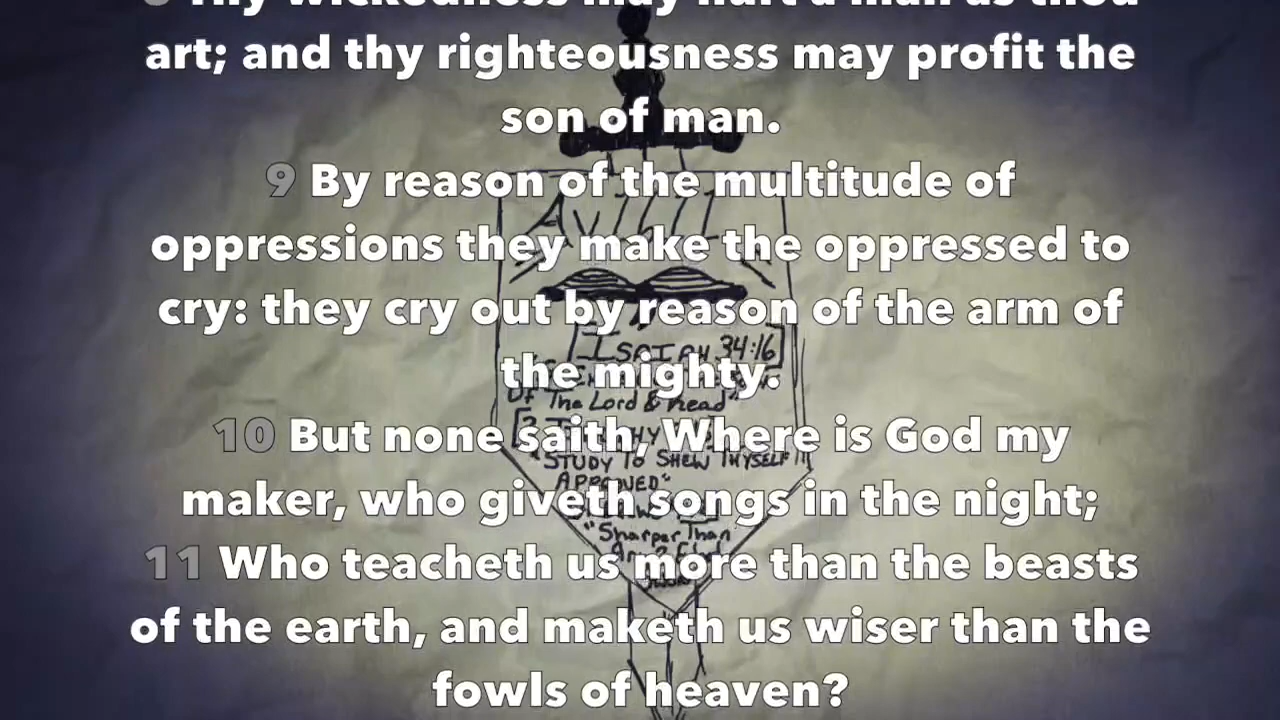 8 Thy wickedness may hurt a man as thou
art; and thy righteousness may profit the
son of man.
9 By reason of the multitude of
oppressions they make the oppressed to
cry: they cry out by reason of the arm of
the mighty.
10 But none saith, Where is God my
maker, who giveth songs in the night;
11 Who teacheth us more than the beasts
of the earth, and maketh us wiser than the
fowls of heaven?
Isaiah 34:16
Of The Lord & Read"
"Study To Shew Thyself
Approved"
"Sharper Than